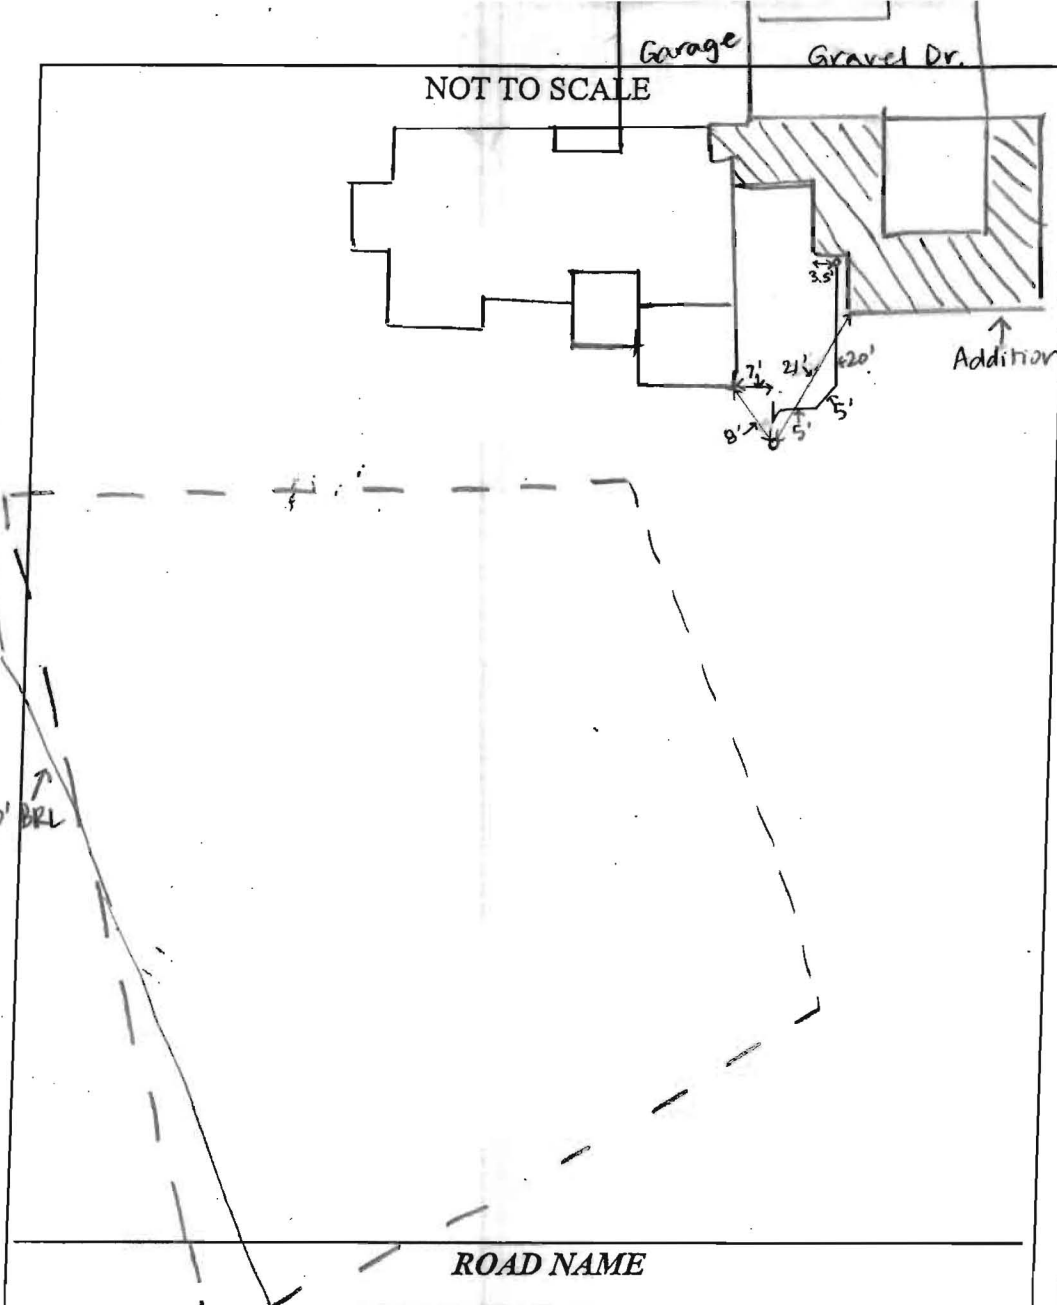 Garage
Gravel Dr.
NOT TO SCALE
3.5'
Addition
7'
21'
20'
8'
5'
5'
' BRL
ROAD NAME